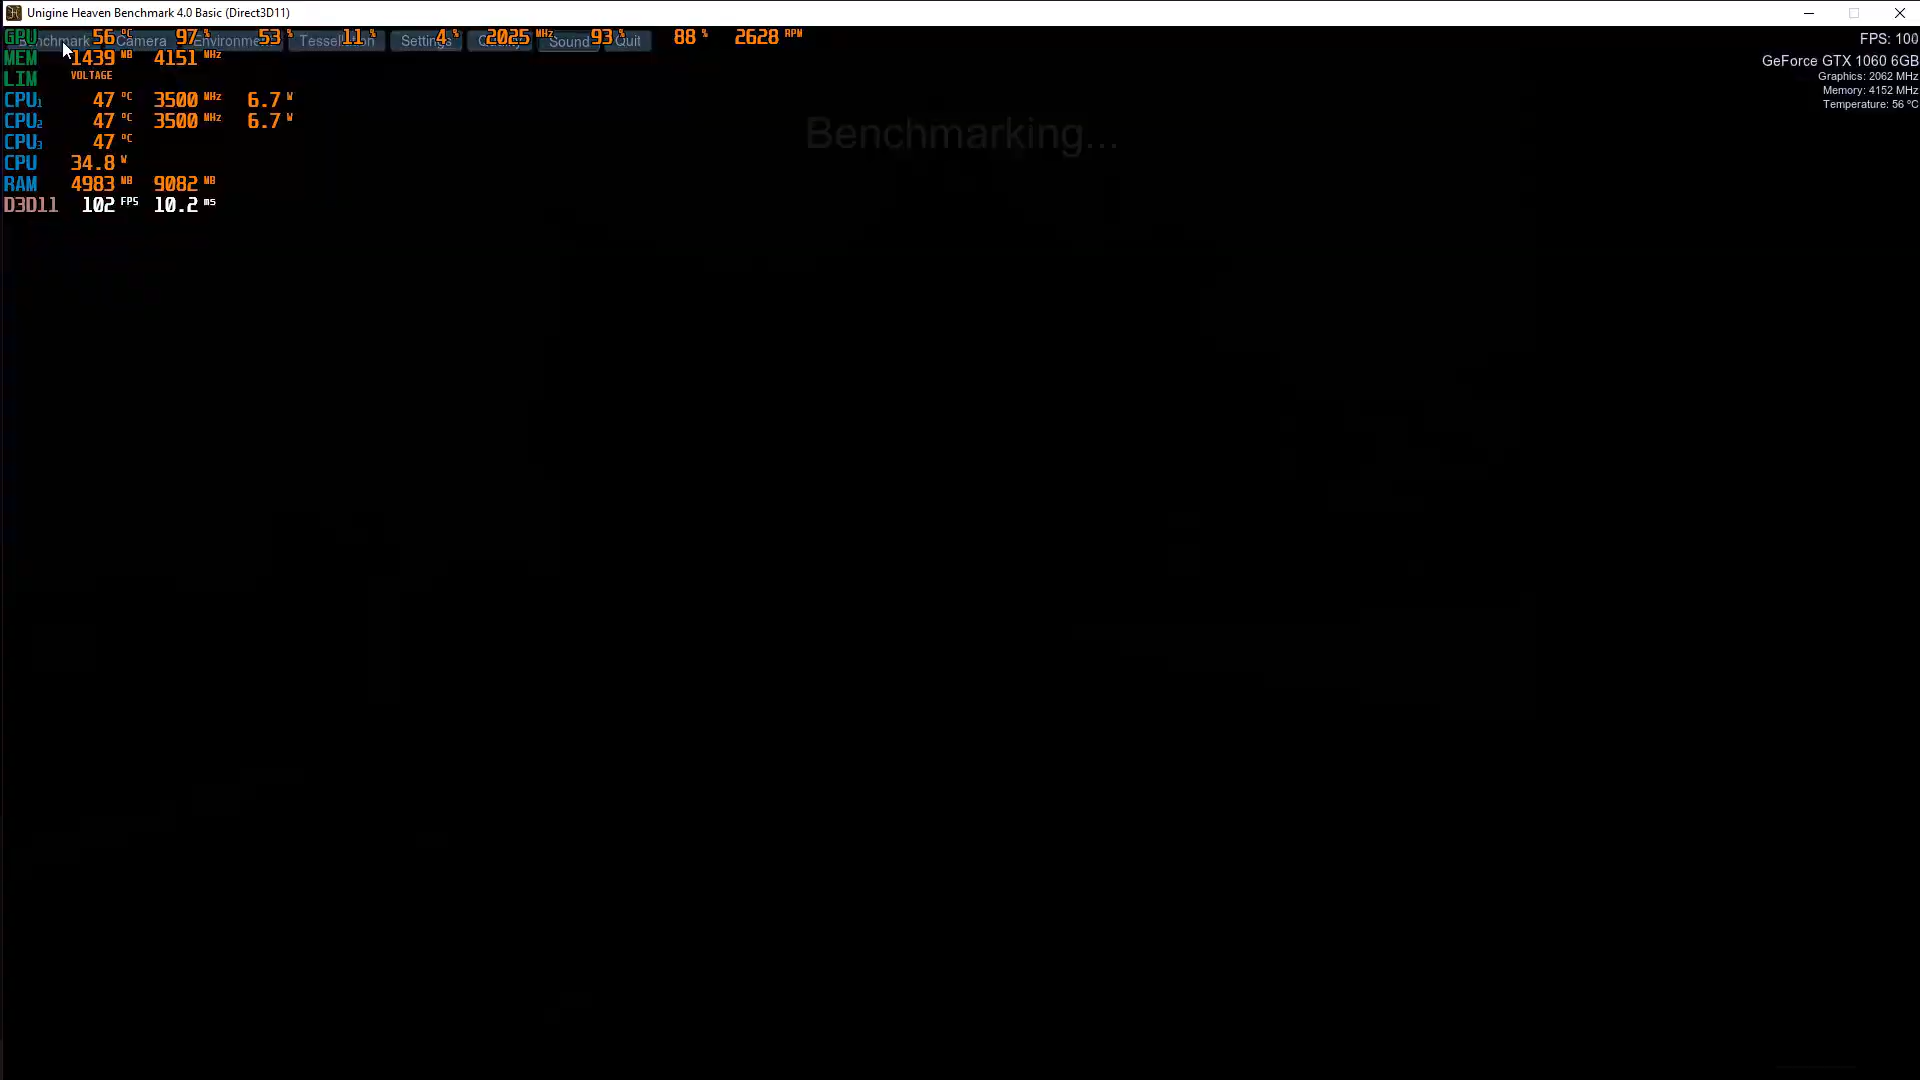 Unigine Heaven Benchmark 4.0 Basic (Direct3D11)
GPU 56 °C 97 % 53 % 11 % 4 % 2025 MHz 93 % 88 % 2628 RPM
Benchmark Camera Environment Tessellation Settings Quality Sound Quit
FPS: 100
MEM 1439 MB 4151 MHz
GeForce GTX 1060 6GB
LIM VOLTAGE
Graphics: 2062 MHz
Memory: 4152 MHz
CPU1 47 °C 3500 MHz 6.7 W
Temperature: 56 °C
CPU2 47 °C 3500 MHz 6.7 W
Benchmarking...
CPU3 47 °C
CPU 34.8 W
RAM 4983 MB 9082 MB
D3D11 102 FPS 10.2 ms